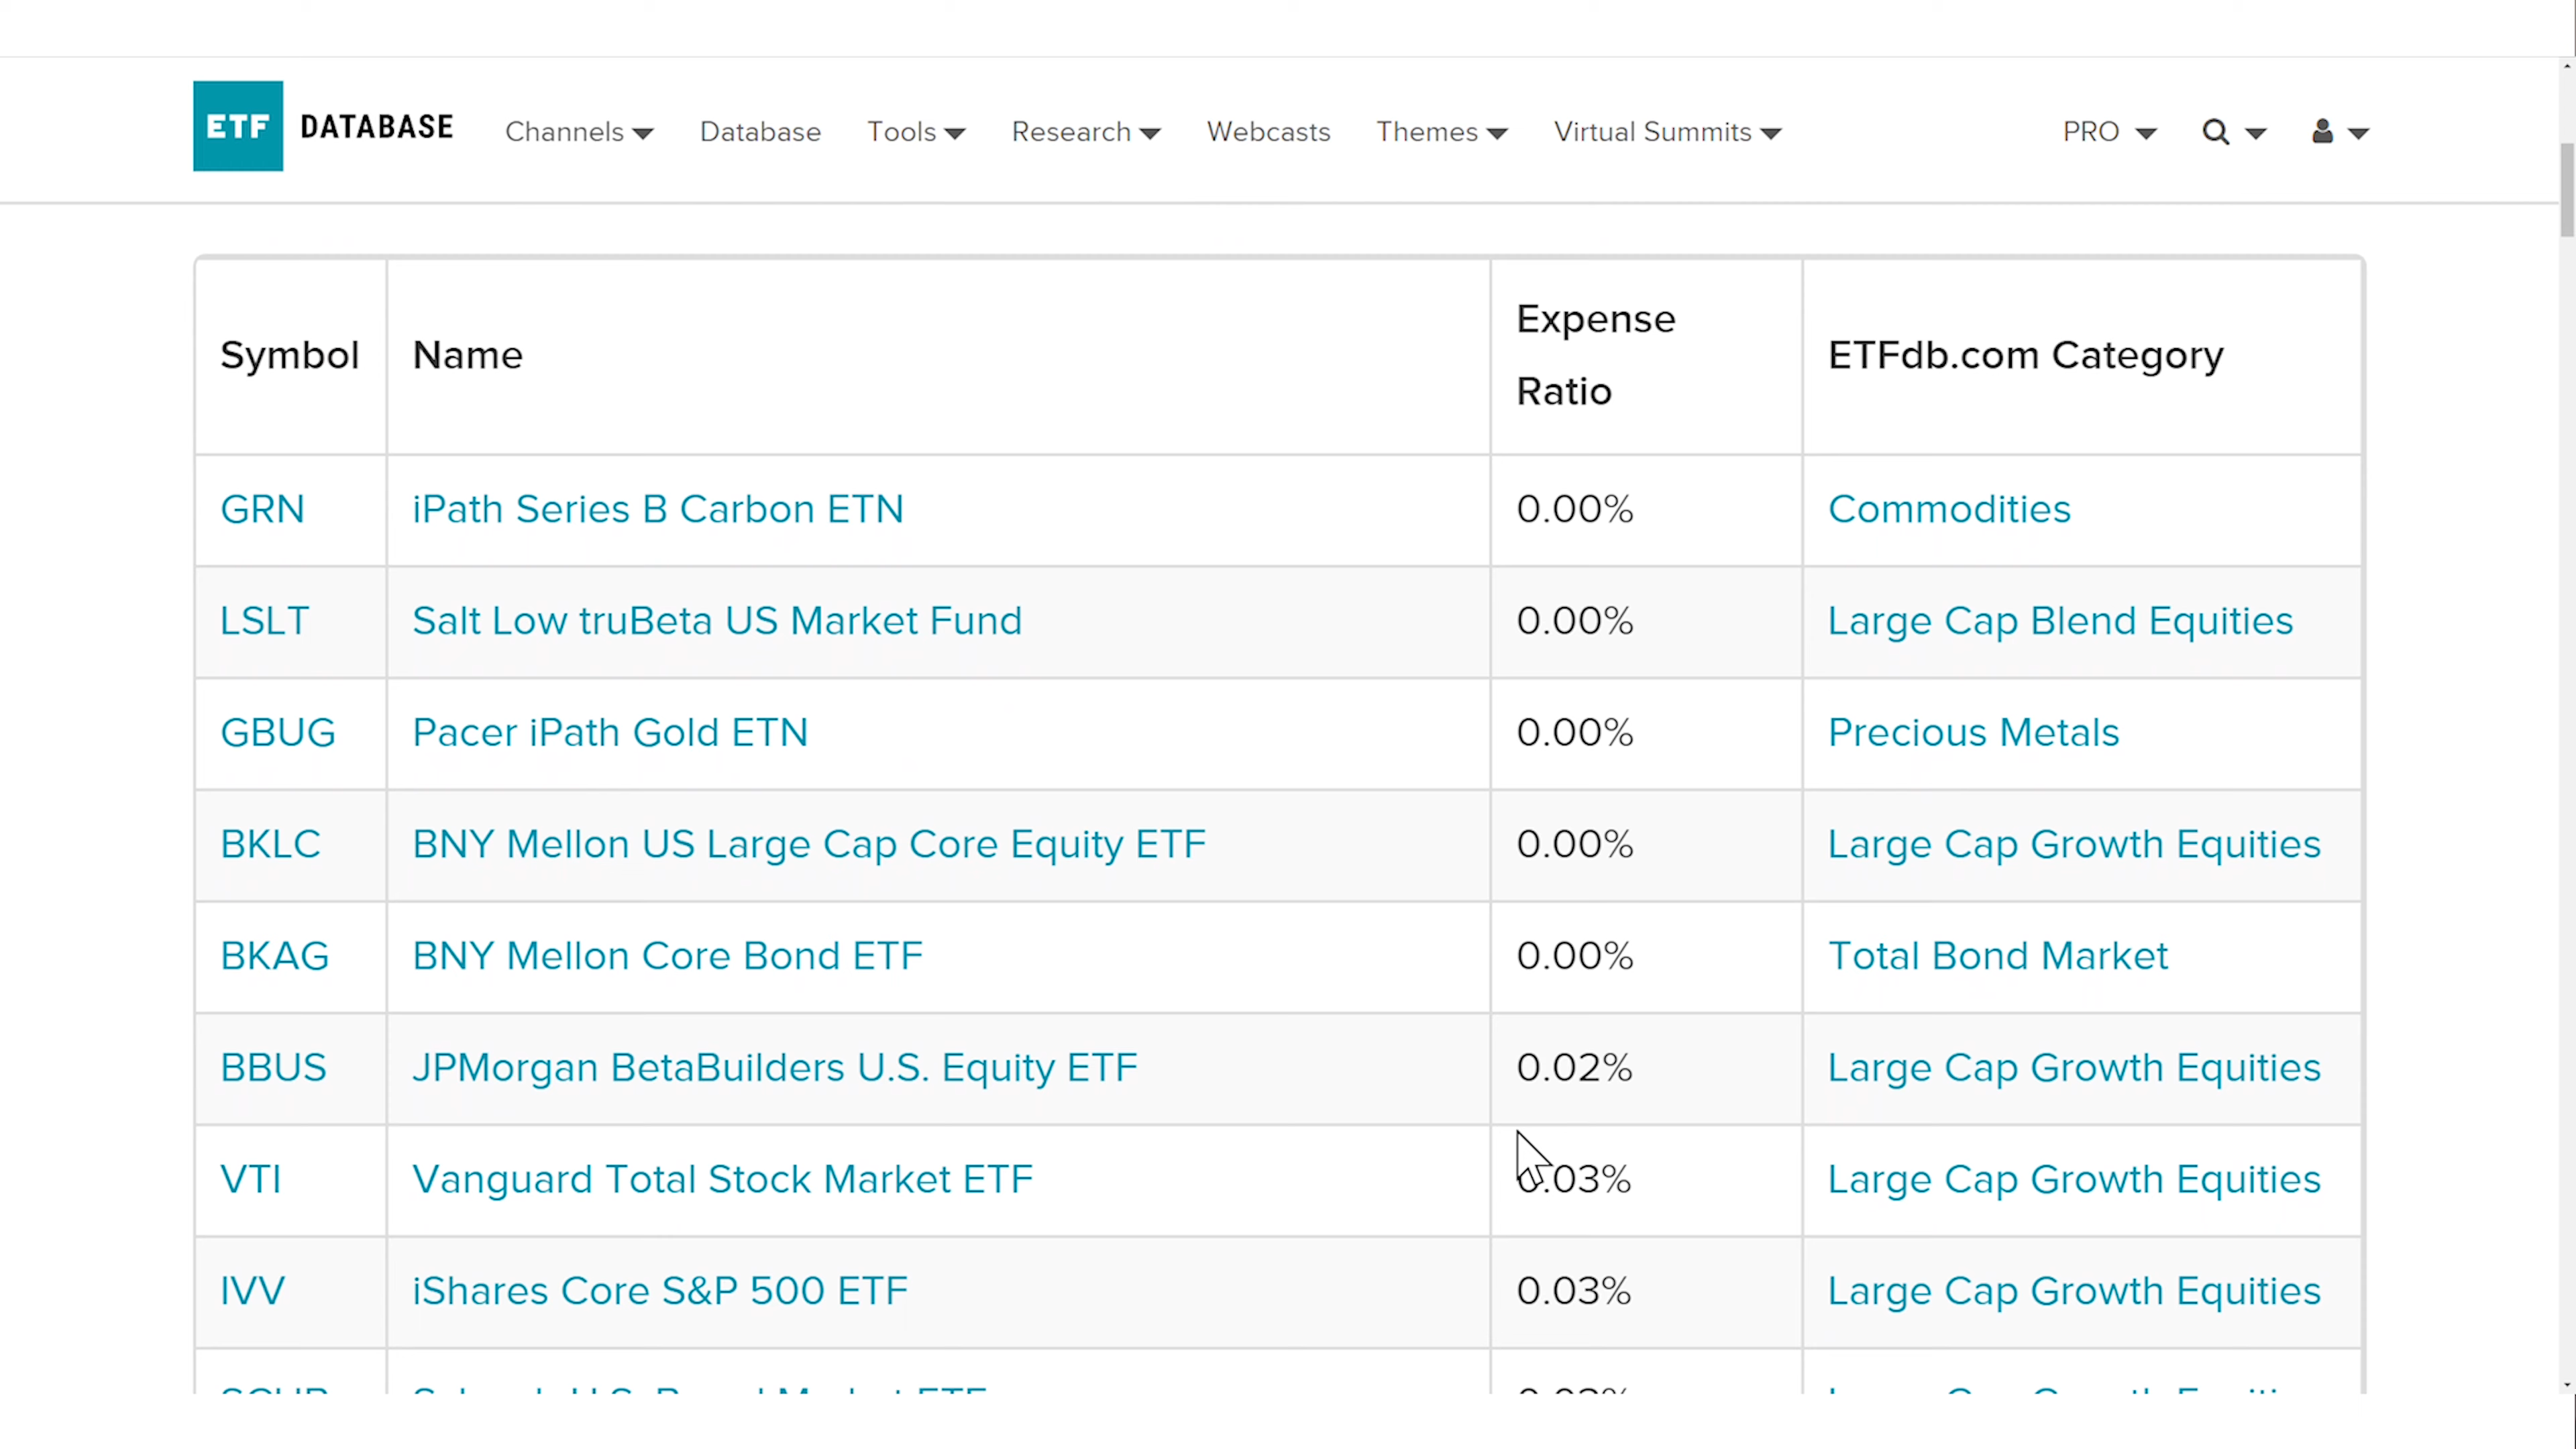 ETF DATABASE Channels Database Tools Research Webcasts Themes Virtual Summits PRO
Symbol Name Expense Ratio ETFdb.com Category
GRN iPath Series B Carbon ETN 0.00% Commodities
LSLT Salt Low truBeta US Market Fund 0.00% Large Cap Blend Equities
GBUG Pacer iPath Gold ETN 0.00% Precious Metals
BKLC BNY Mellon US Large Cap Core Equity ETF 0.00% Large Cap Growth Equities
BKAG BNY Mellon Core Bond ETF 0.00% Total Bond Market
BBUS JPMorgan BetaBuilders U.S. Equity ETF 0.02% Large Cap Growth Equities
VTI Vanguard Total Stock Market ETF 0.03% Large Cap Growth Equities
IVV iShares Core S&P 500 ETF 0.03% Large Cap Growth Equities